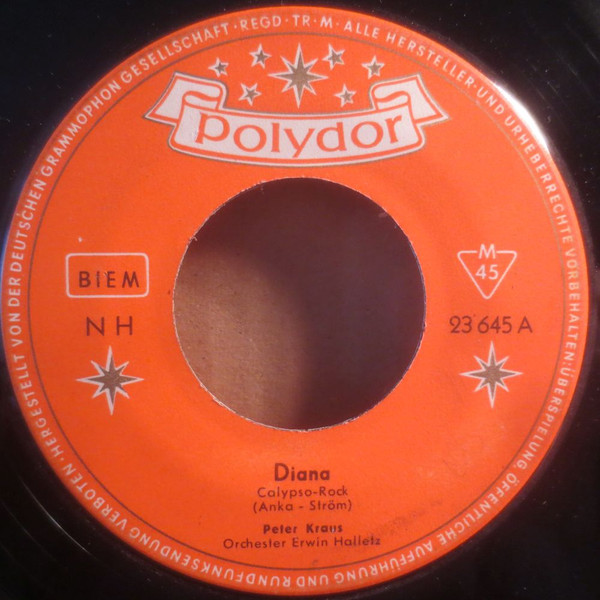 HERGESTELLT VON DER DEUTSCHEN GRAMMOPHON GESELLSCHAFT · REGD · TR · M · ALLE HERSTELLER- UND URHEBERRECHTE VORBEHALTEN: ÜBERSPIELUNG, ÖFFENTLICHE AUFFÜHRUNG UND RUNDFUNKSENDUNG VERBOTEN ·
polydor
BIEM
M
45
NH
23 645 A
Diana
Calypso-Rock
(Anka - Ström)
Peter Kraus
Orchester Erwin Halletz